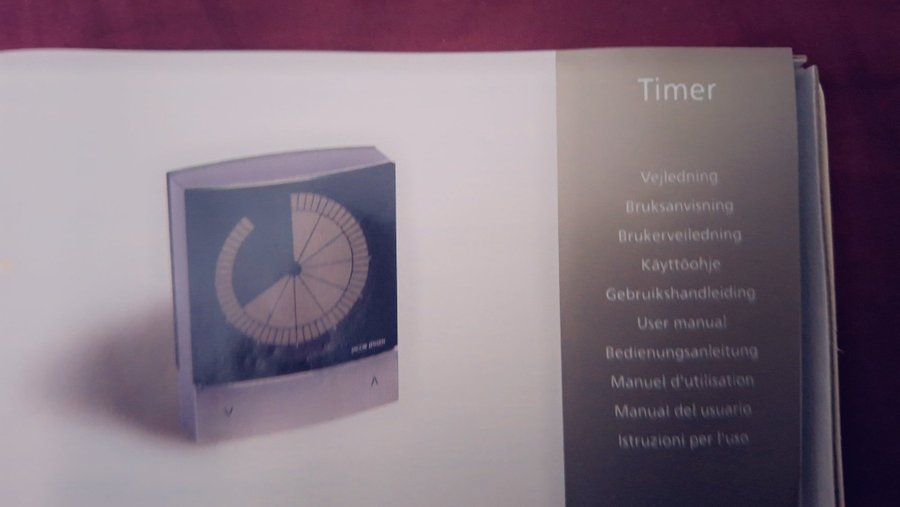 Timer
Vejledning
Bruksanvisning
Brukerveiledning
Käyttöohje
Gebruikshandleiding
User manual
Bedienungsanleitung
Manuel d'utilisation
Manual del usuario
Istruzioni per l'uso